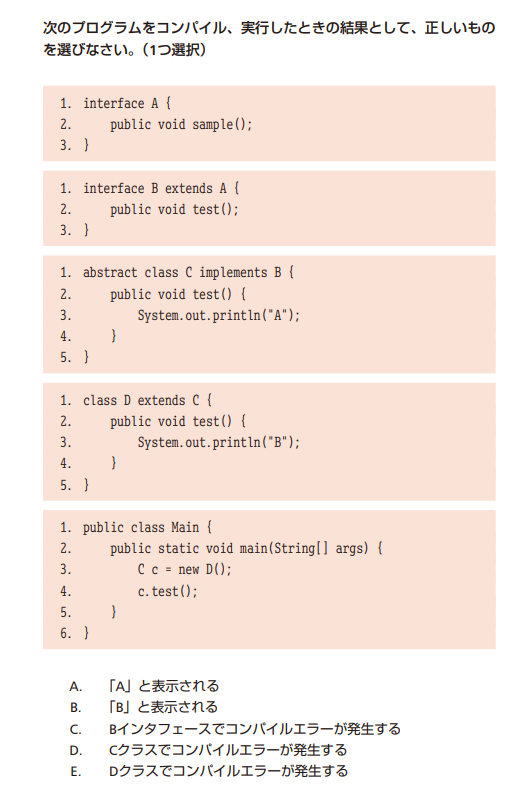 次のプログラムをコンパイル、実行したときの結果として、正しいもの
を選びなさい。（1つ選択）
1. interface A {
2.     public void sample();
3. }
1. interface B extends A {
2.     public void test();
3. }
1. abstract class C implements B {
2.     public void test() {
3.         System.out.println("A");
4.     }
5. }
1. class D extends C {
2.     public void test() {
3.         System.out.println("B");
4.     }
5. }
1. public class Main {
2.     public static void main(String[] args) {
3.         C c = new D();
4.         c.test();
5.     }
6. }
A. 「A」と表示される
B. 「B」と表示される
C. Bインタフェースでコンパイルエラーが発生する
D. Cクラスでコンパイルエラーが発生する
E. Dクラスでコンパイルエラーが発生する